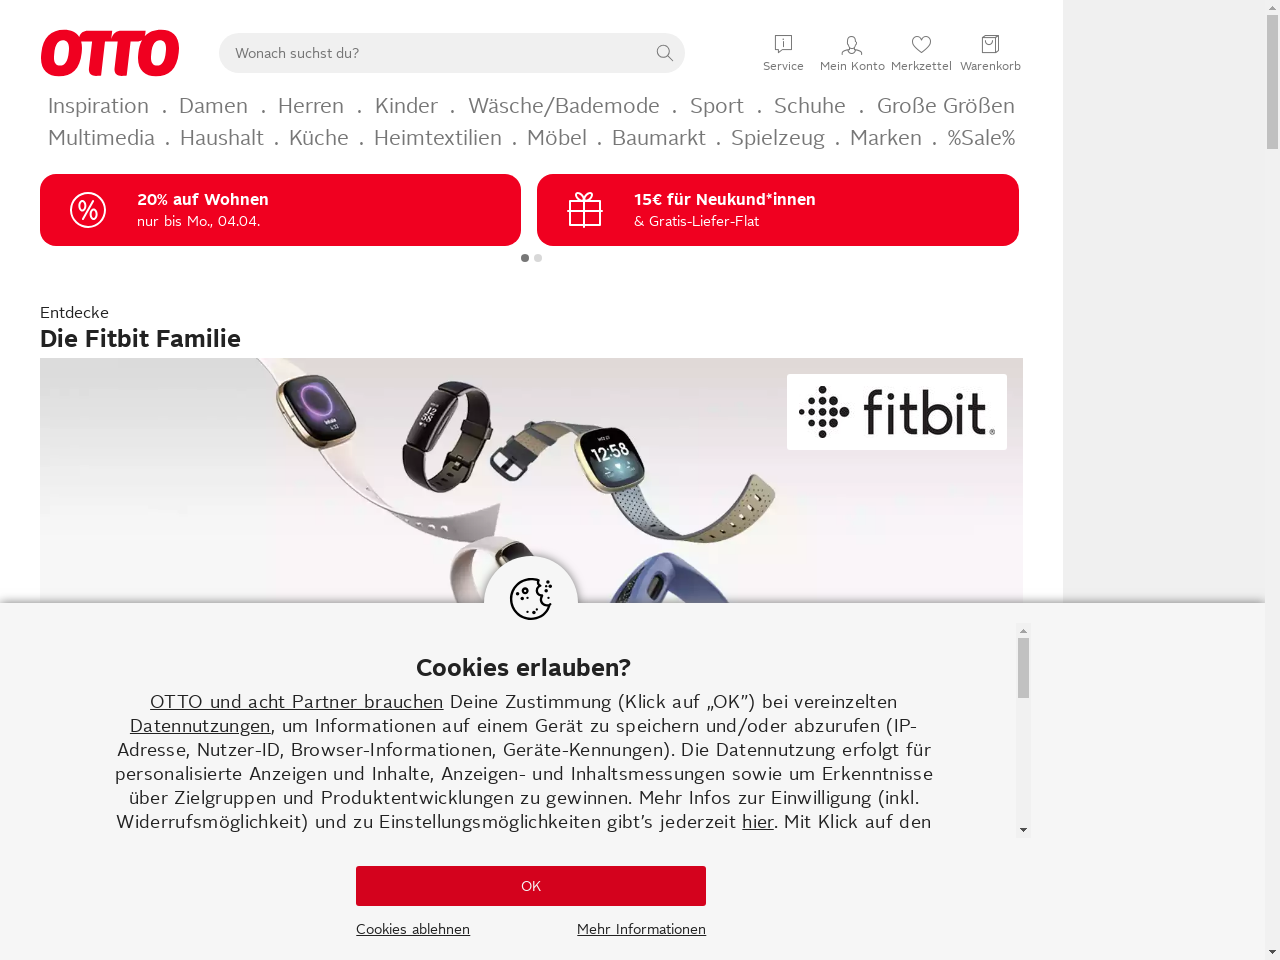 OTTO
Wonach suchst du?
Service
Mein Konto
Merkzettel
Warenkorb
Inspiration . Damen . Herren . Kinder . Wäsche/Bademode . Sport . Schuhe . Große Größen
Multimedia . Haushalt . Küche . Heimtextilien . Möbel . Baumarkt . Spielzeug . Marken . %Sale%
20% auf Wohnen
nur bis Mo., 04.04.
15€ für Neukund*innen
& Gratis-Liefer-Flat
Entdecke
Die Fitbit Familie
fitbit®
12:58
Cookies erlauben?
OTTO und acht Partner brauchen Deine Zustimmung (Klick auf „OK”) bei vereinzelten
Datennutzungen, um Informationen auf einem Gerät zu speichern und/oder abzurufen (IP-
Adresse, Nutzer-ID, Browser-Informationen, Geräte-Kennungen). Die Datennutzung erfolgt für
personalisierte Anzeigen und Inhalte, Anzeigen- und Inhaltsmessungen sowie um Erkenntnisse
über Zielgruppen und Produktentwicklungen zu gewinnen. Mehr Infos zur Einwilligung (inkl.
Widerrufsmöglichkeit) und zu Einstellungsmöglichkeiten gibt’s jederzeit hier. Mit Klick auf den
OK
Cookies ablehnen
Mehr Informationen